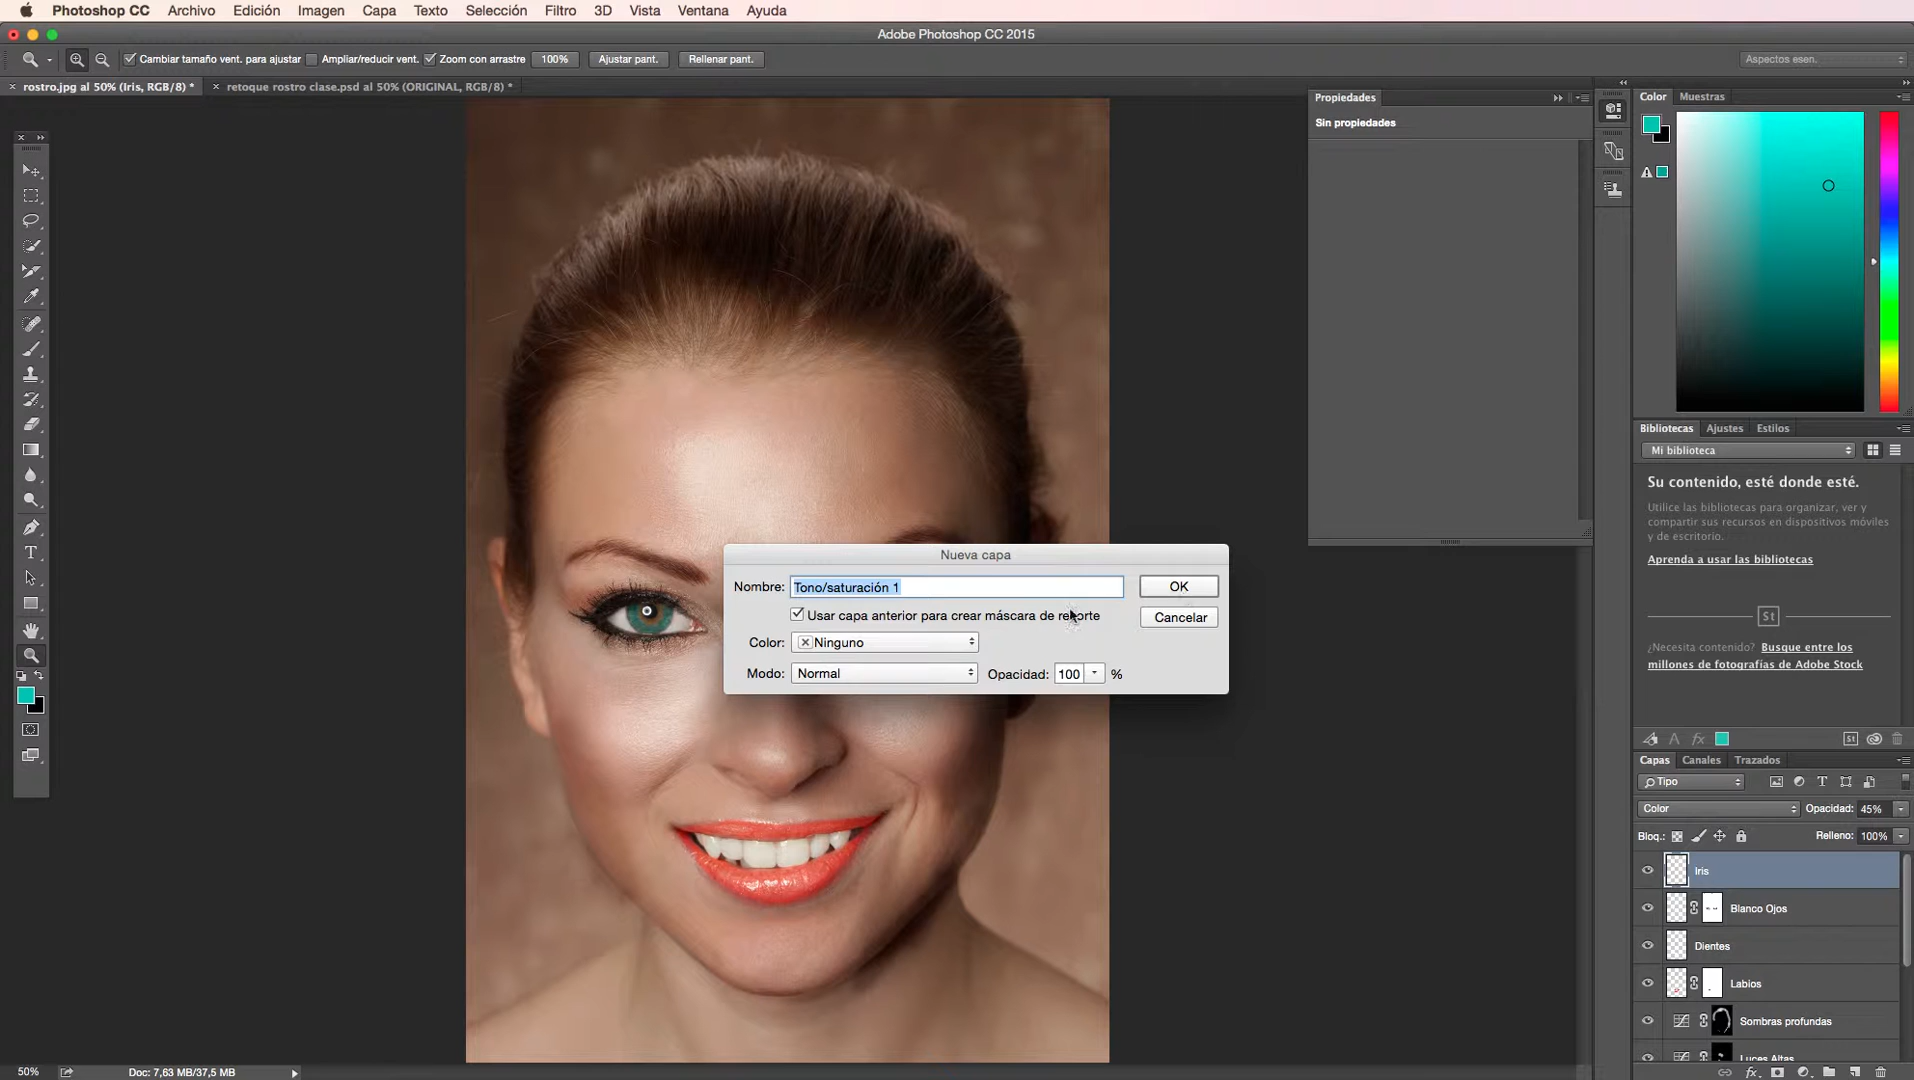 Photoshop CC Archivo Edición Imagen Capa Texto Selección Filtro 3D Vista Ventana Ayuda
Adobe Photoshop CC 2015
Cambiar tamaño vent. para ajustar Ampliar/reducir vent. Zoom con arrastre 100% Ajustar pant. Rellenar pant. Aspectos esen.
rostro.jpg al 50% (Iris, RGB/8) * retoque rostro clase.psd al 50% (ORIGINAL, RGB/8) *
Propiedades
Sin propiedades
Color Muestras
Nueva capa
Nombre: Tono/saturación 1 OK
Usar capa anterior para crear máscara de recorte Cancelar
Color: Ninguno
Modo: Normal Opacidad: 100 %
Bibliotecas Ajustes Estilos
Mi biblioteca
Su contenido, esté donde esté.
Utilice las bibliotecas para organizar, ver y
compartir sus recursos en dispositivos móviles
y de escritorio.
Aprenda a usar las bibliotecas
St
¿Necesita contenido? Busque entre los
millones de fotografías de Adobe Stock
Capas Canales Trazados
Tipo
Color Opacidad: 45%
Bloq.: Relleno: 100%
Iris
Blanco Ojos
Dientes
Labios
Sombras profundas
Luces Altas
50% Doc: 7,63 MB/37,5 MB